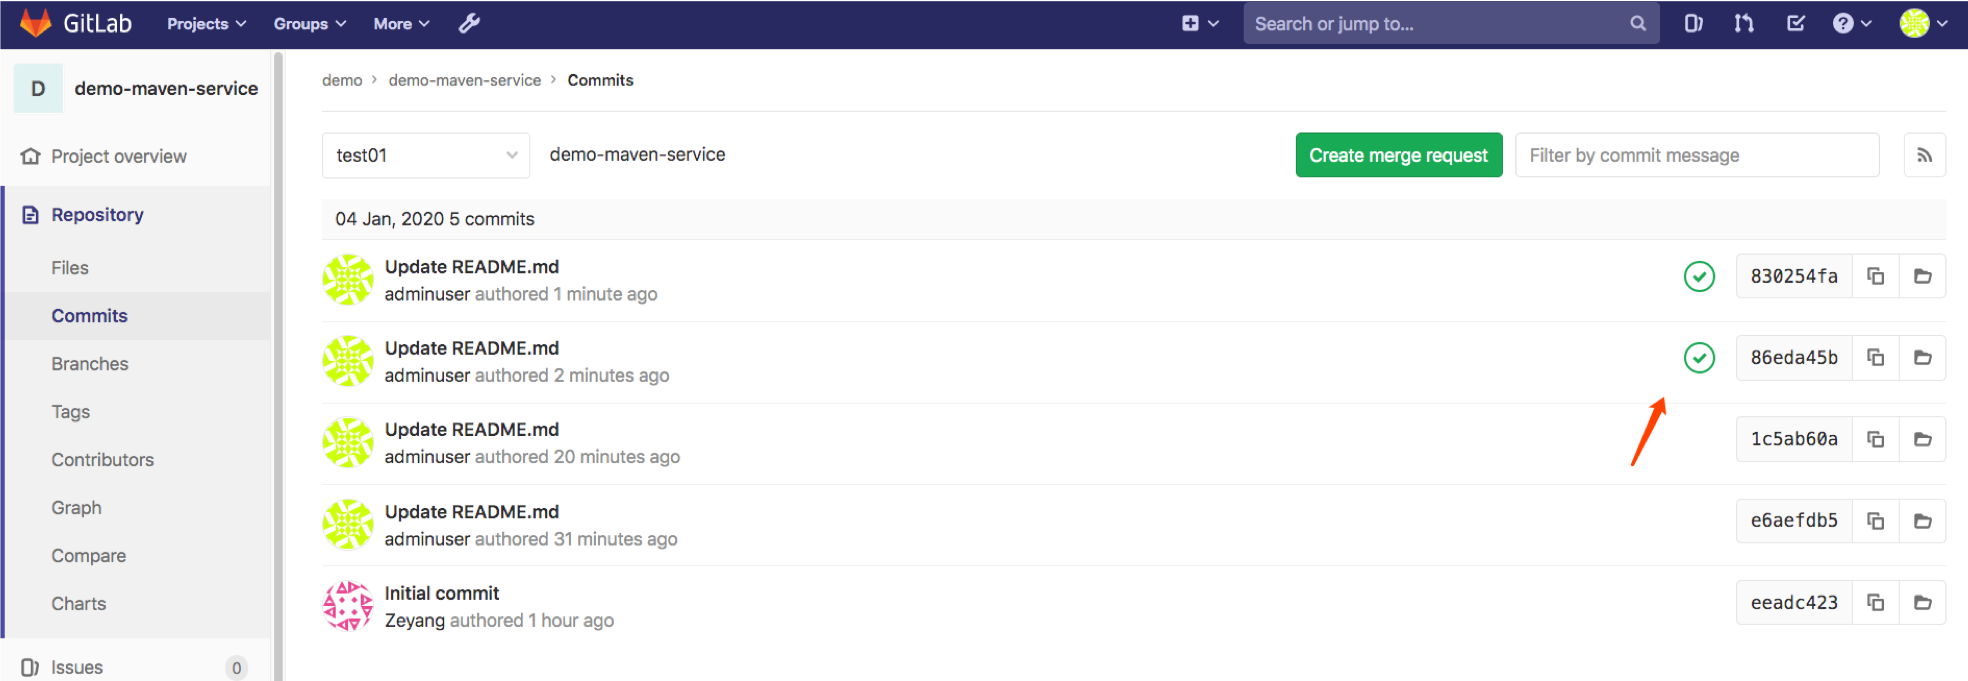 GitLab Projects Groups More Search or jump to...
D demo-maven-service
Project overview
Repository
Files
Commits
Branches
Tags
Contributors
Graph
Compare
Charts
Issues 0
demo > demo-maven-service > Commits
test01 demo-maven-service Create merge request Filter by commit message
04 Jan, 2020 5 commits
Update README.md
adminuser authored 1 minute ago
830254fa
Update README.md
adminuser authored 2 minutes ago
86eda45b
Update README.md
adminuser authored 20 minutes ago
1c5ab60a
Update README.md
adminuser authored 31 minutes ago
e6aefdb5
Initial commit
Zeyang authored 1 hour ago
eeadc423